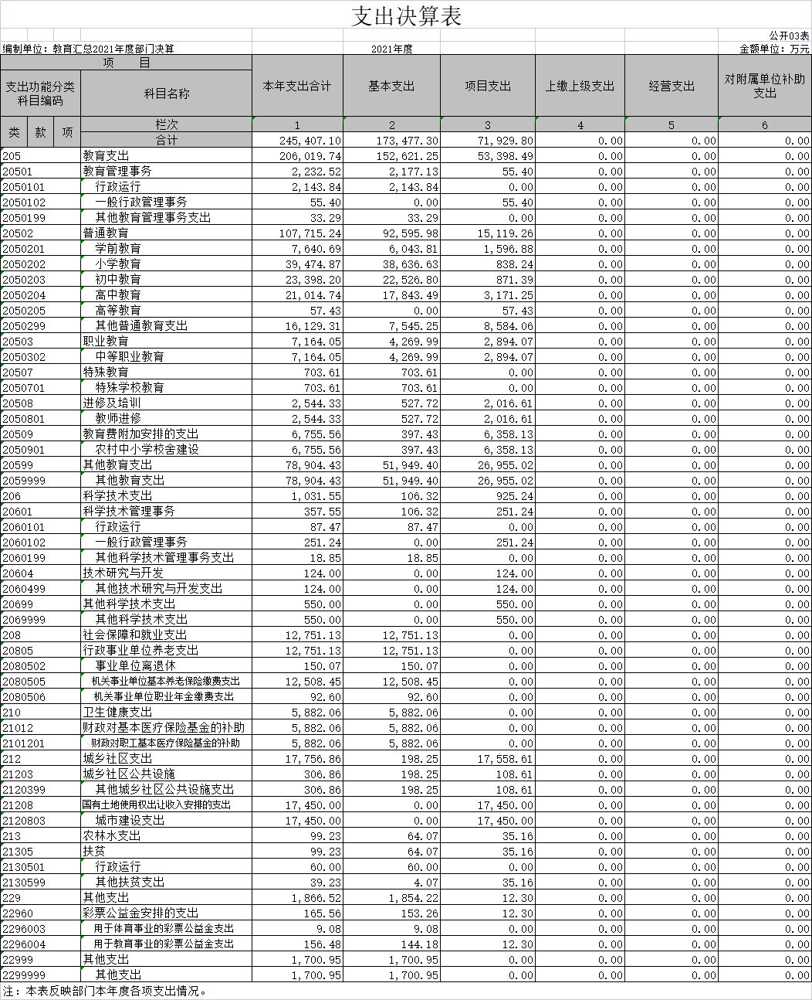 支出决算表
公开03表
编制单位：教育汇总2021年度部门决算 2021年度 金额单位：万元
项 目
支出功能分类科目编码 科目名称 本年支出合计 基本支出 项目支出 上缴上级支出 经营支出 对附属单位补助支出
类 款 项 栏次 1 2 3 4 5 6
合计 245,407.10 173,477.30 71,929.80 0.00 0.00 0.00
205 教育支出 206,019.74 152,621.25 53,398.49 0.00 0.00 0.00
20501 教育管理事务 2,232.52 2,177.13 55.40 0.00 0.00 0.00
2050101 行政运行 2,143.84 2,143.84 0.00 0.00 0.00 0.00
2050102 一般行政管理事务 55.40 0.00 55.40 0.00 0.00 0.00
2050199 其他教育管理事务支出 33.29 33.29 0.00 0.00 0.00 0.00
20502 普通教育 107,715.24 92,595.98 15,119.26 0.00 0.00 0.00
2050201 学前教育 7,640.69 6,043.81 1,596.88 0.00 0.00 0.00
2050202 小学教育 39,474.87 38,636.63 838.24 0.00 0.00 0.00
2050203 初中教育 23,398.20 22,526.80 871.39 0.00 0.00 0.00
2050204 高中教育 21,014.74 17,843.49 3,171.25 0.00 0.00 0.00
2050205 高等教育 57.43 0.00 57.43 0.00 0.00 0.00
2050299 其他普通教育支出 16,129.31 7,545.25 8,584.06 0.00 0.00 0.00
20503 职业教育 7,164.05 4,269.99 2,894.07 0.00 0.00 0.00
2050302 中等职业教育 7,164.05 4,269.99 2,894.07 0.00 0.00 0.00
20507 特殊教育 703.61 703.61 0.00 0.00 0.00 0.00
2050701 特殊学校教育 703.61 703.61 0.00 0.00 0.00 0.00
20508 进修及培训 2,544.33 527.72 2,016.61 0.00 0.00 0.00
2050801 教师进修 2,544.33 527.72 2,016.61 0.00 0.00 0.00
20509 教育费附加安排的支出 6,755.56 397.43 6,358.13 0.00 0.00 0.00
2050901 农村中小学校舍建设 6,755.56 397.43 6,358.13 0.00 0.00 0.00
20599 其他教育支出 78,904.43 51,949.40 26,955.02 0.00 0.00 0.00
2059999 其他教育支出 78,904.43 51,949.40 26,955.02 0.00 0.00 0.00
206 科学技术支出 1,031.55 106.32 925.24 0.00 0.00 0.00
20601 科学技术管理事务 357.55 106.32 251.24 0.00 0.00 0.00
2060101 行政运行 87.47 87.47 0.00 0.00 0.00 0.00
2060102 一般行政管理事务 251.24 0.00 251.24 0.00 0.00 0.00
2060199 其他科学技术管理事务支出 18.85 18.85 0.00 0.00 0.00 0.00
20604 技术研究与开发 124.00 0.00 124.00 0.00 0.00 0.00
2060499 其他技术研究与开发支出 124.00 0.00 124.00 0.00 0.00 0.00
20699 其他科学技术支出 550.00 0.00 550.00 0.00 0.00 0.00
2069999 其他科学技术支出 550.00 0.00 550.00 0.00 0.00 0.00
208 社会保障和就业支出 12,751.13 12,751.13 0.00 0.00 0.00 0.00
20805 行政事业单位养老支出 12,751.13 12,751.13 0.00 0.00 0.00 0.00
2080502 事业单位离退休 150.07 150.07 0.00 0.00 0.00 0.00
2080505 机关事业单位基本养老保险缴费支出 12,508.45 12,508.45 0.00 0.00 0.00 0.00
2080506 机关事业单位职业年金缴费支出 92.60 92.60 0.00 0.00 0.00 0.00
210 卫生健康支出 5,882.06 5,882.06 0.00 0.00 0.00 0.00
21012 财政对基本医疗保险基金的补助 5,882.06 5,882.06 0.00 0.00 0.00 0.00
2101201 财政对职工基本医疗保险基金的补助 5,882.06 5,882.06 0.00 0.00 0.00 0.00
212 城乡社区支出 17,756.86 198.25 17,558.61 0.00 0.00 0.00
21203 城乡社区公共设施 306.86 198.25 108.61 0.00 0.00 0.00
2120399 其他城乡社区公共设施支出 306.86 198.25 108.61 0.00 0.00 0.00
21208 国有土地使用权出让收入安排的支出 17,450.00 0.00 17,450.00 0.00 0.00 0.00
2120803 城市建设支出 17,450.00 0.00 17,450.00 0.00 0.00 0.00
213 农林水支出 99.23 64.07 35.16 0.00 0.00 0.00
21305 扶贫 99.23 64.07 35.16 0.00 0.00 0.00
2130501 行政运行 60.00 60.00 0.00 0.00 0.00 0.00
2130599 其他扶贫支出 39.23 4.07 35.16 0.00 0.00 0.00
229 其他支出 1,866.52 1,854.22 12.30 0.00 0.00 0.00
22960 彩票公益金安排的支出 165.56 153.26 12.30 0.00 0.00 0.00
2296003 用于体育事业的彩票公益金支出 9.08 9.08 0.00 0.00 0.00 0.00
2296004 用于教育事业的彩票公益金支出 156.48 144.18 12.30 0.00 0.00 0.00
22999 其他支出 1,700.95 1,700.95 0.00 0.00 0.00 0.00
2299999 其他支出 1,700.95 1,700.95 0.00 0.00 0.00 0.00
注：本表反映部门本年度各项支出情况。